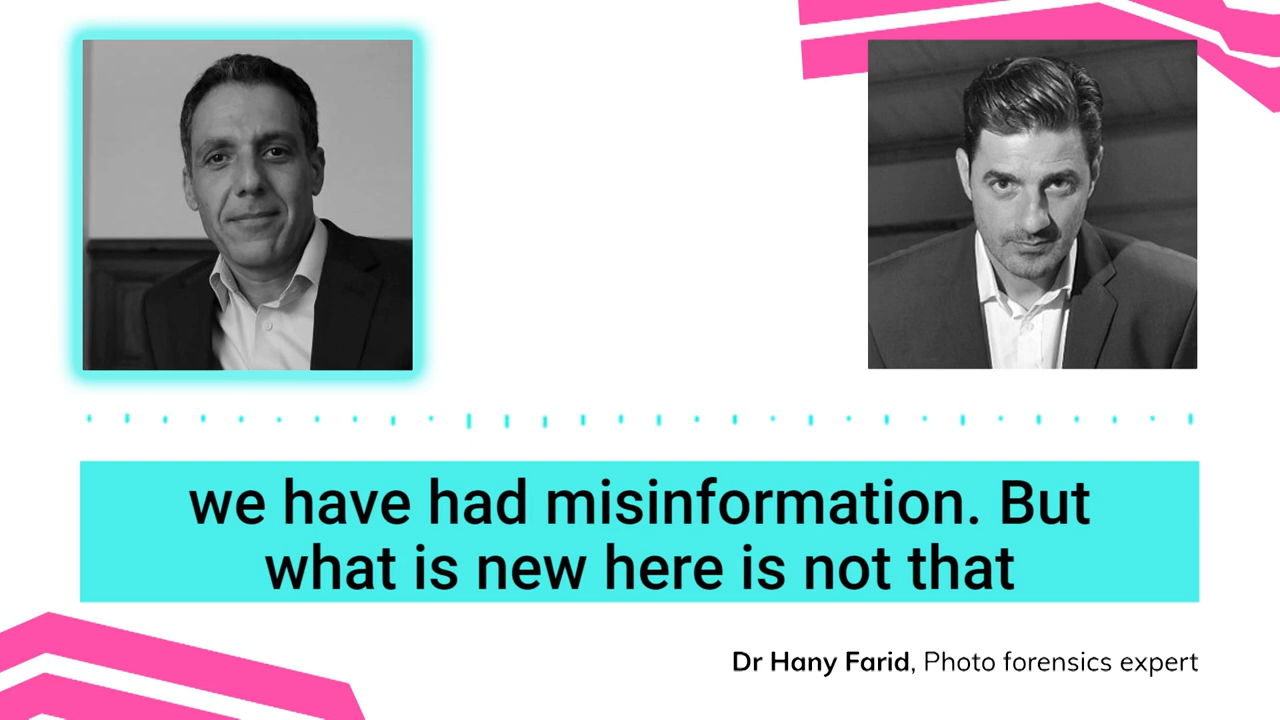 we have had misinformation. But
what is new here is not that
Dr Hany Farid, Photo forensics expert